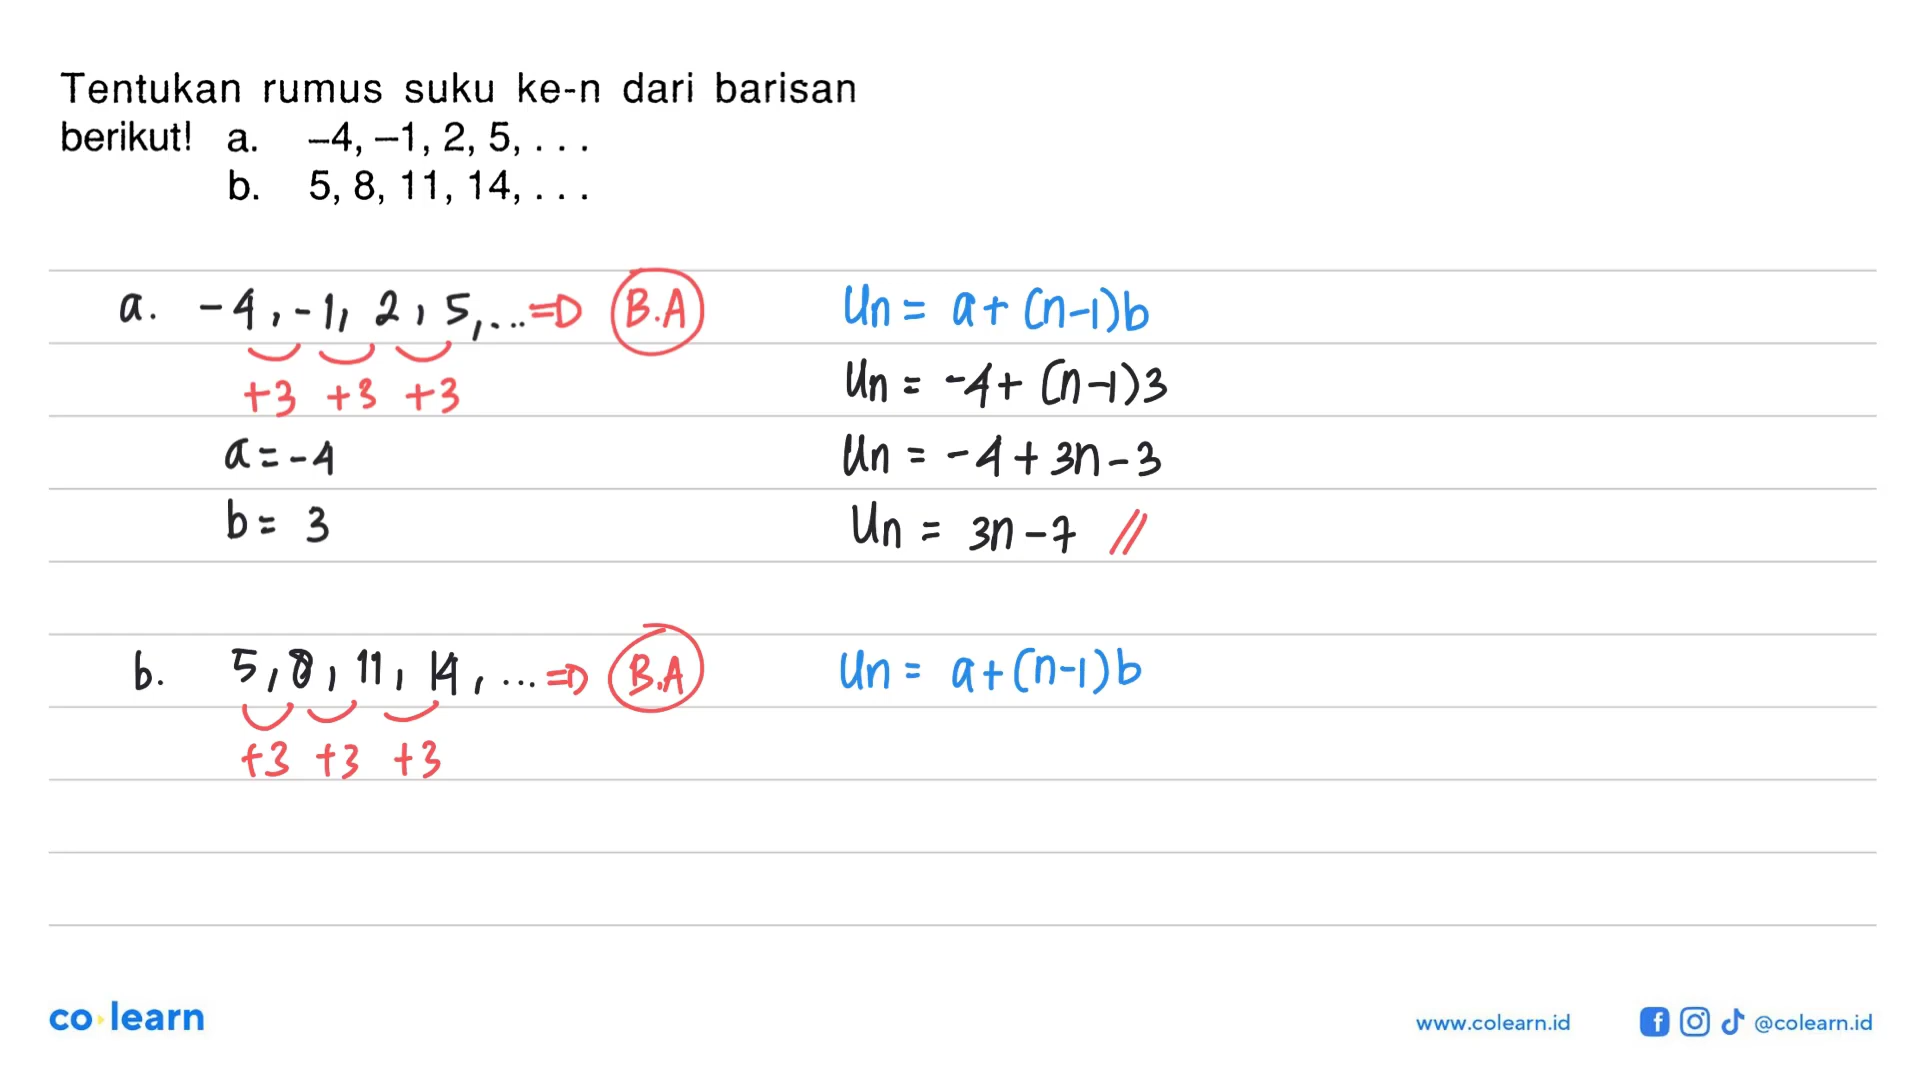 Tentukan rumus suku ke-n dari barisan
berikut! a. –4, –1, 2, 5, . . .
b. 5, 8, 11, 14, . . .
a. -4, -1, 2, 5, ... => B.A
+3 +3 +3
a = -4
b = 3
Un = a + (n-1)b
Un = -4 + (n-1)3
Un = -4 + 3n - 3
Un = 3n - 7 //
b. 5, 8, 11, 14, ... => B.A
+3 +3 +3
Un = a + (n-1)b
co learn
www.colearn.id
@colearn.id